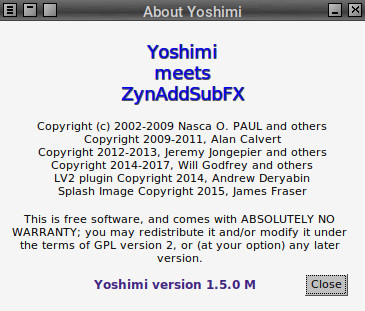 About Yoshimi
Yoshimi
meets
ZynAddSubFX
Copyright (c) 2002-2009 Nasca O. PAUL and others
Copyright 2009-2011, Alan Calvert
Copyright 2012-2013, Jeremy Jongepier and others
Copyright 2014-2017, Will Godfrey and others
LV2 plugin Copyright 2014, Andrew Deryabin
Splash Image Copyright 2015, James Fraser
This is free software, and comes with ABSOLUTELY NO
WARRANTY; you may redistribute it and/or modify it under
the terms of GPL version 2, or (at your option) any later
version.
Yoshimi version 1.5.0 M
Close